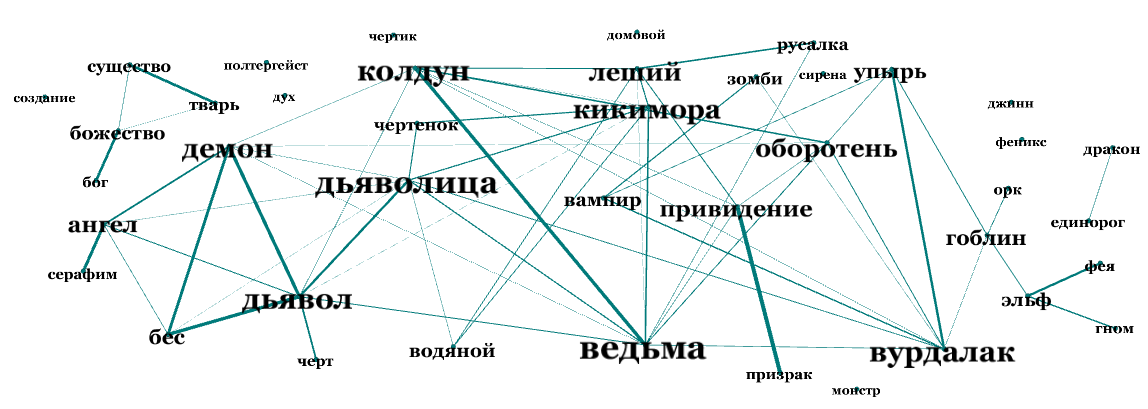 чертик
домовой
русалка
существо
полтергейст
колдун
леший
зомби
сирена
упырь
создание
дух
тварь
кикимора
джинн
божество
чертенок
феникс
демон
оборотень
дракон
бог
дьяволица
орк
вампир
привидение
ангел
единорог
гоблин
серафим
фея
дьявол
эльф
бес
гном
черт
водяной
ведьма
вурдалак
призрак
монстр